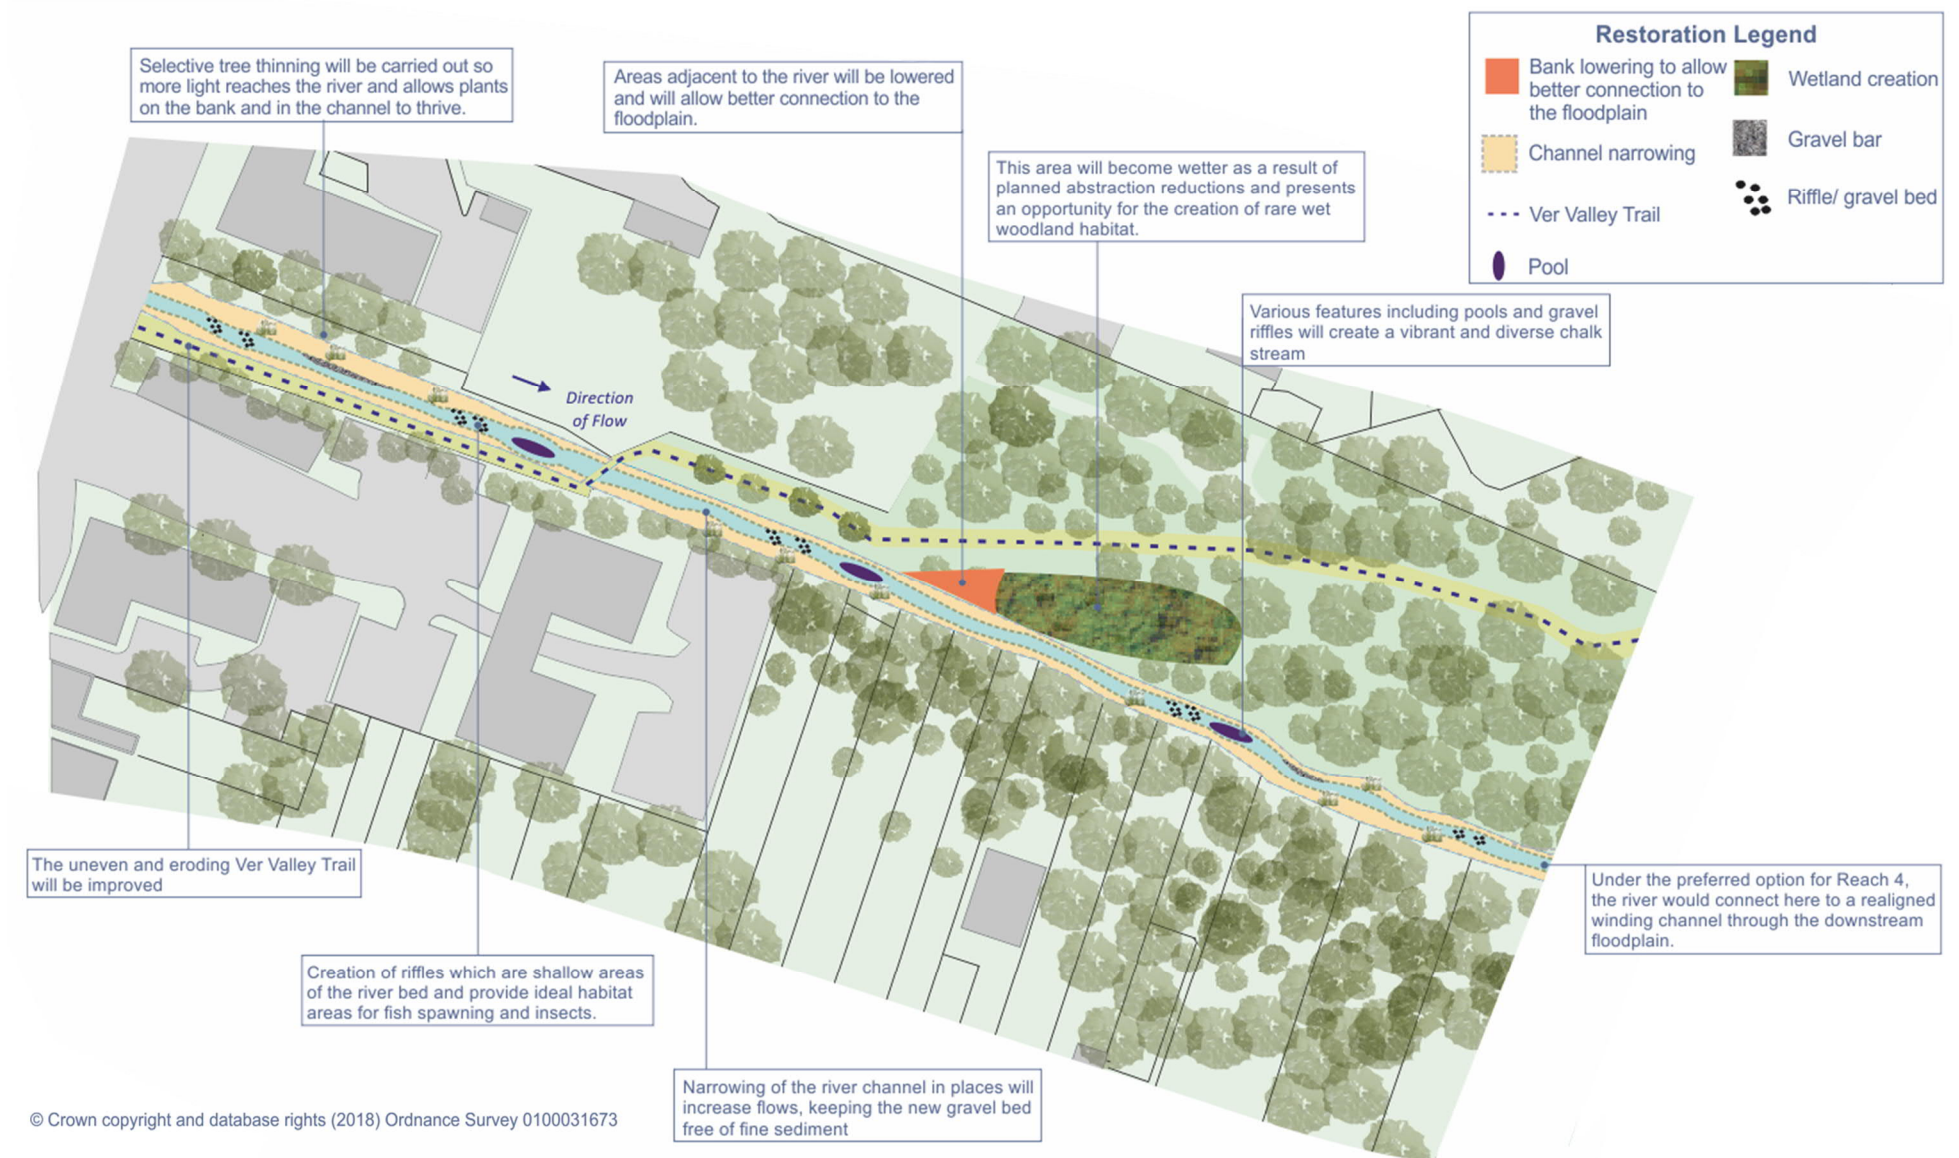 Selective tree thinning will be carried out so
more light reaches the river and allows plants
on the bank and in the channel to thrive.
Areas adjacent to the river will be lowered
and will allow better connection to the
floodplain.
This area will become wetter as a result of
planned abstraction reductions and presents
an opportunity for the creation of rare wet
woodland habitat.
Restoration Legend
Bank lowering to allow
better connection to
the floodplain
Channel narrowing
Ver Valley Trail
Pool
Wetland creation
Gravel bar
Riffle/ gravel bed
Various features including pools and gravel
riffles will create a vibrant and diverse chalk
stream
Direction
of Flow
The uneven and eroding Ver Valley Trail
will be improved
Creation of riffles which are shallow areas
of the river bed and provide ideal habitat
areas for fish spawning and insects.
Narrowing of the river channel in places will
increase flows, keeping the new gravel bed
free of fine sediment
Under the preferred option for Reach 4,
the river would connect here to a realigned
winding channel through the downstream
floodplain.
© Crown copyright and database rights (2018) Ordnance Survey 0100031673